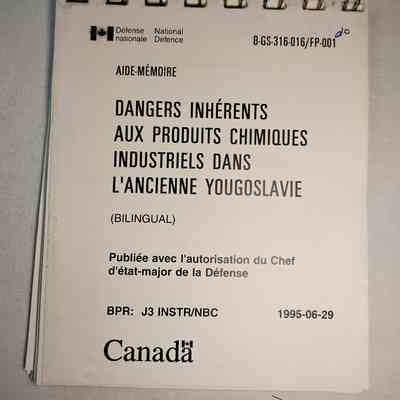 Défense National
nationale Defence
B-GS-316-016/FP-001
AIDE-MÉMOIRE
DANGERS INHÉRENTS
AUX PRODUITS CHIMIQUES
INDUSTRIELS DANS
L'ANCIENNE YOUGOSLAVIE
(BILINGUAL)
Publiée avec l'autorisation du Chef
d'état-major de la Défense
BPR: J3 INSTR/NBC 1995-06-29
Canada